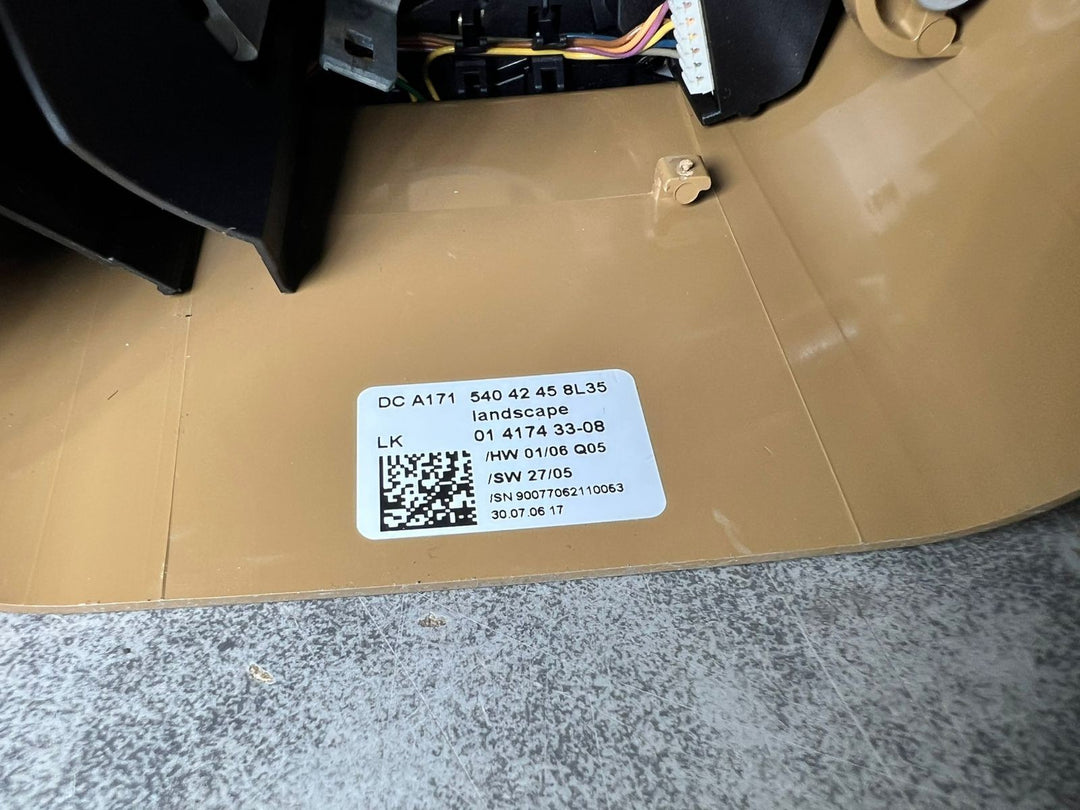 DC A171 540 42 45 8L35
landscape
01 4174 33-08
LK
/HW 01/06 Q05
/SW 27/05
/SN 90077062110053
30.07.06 17